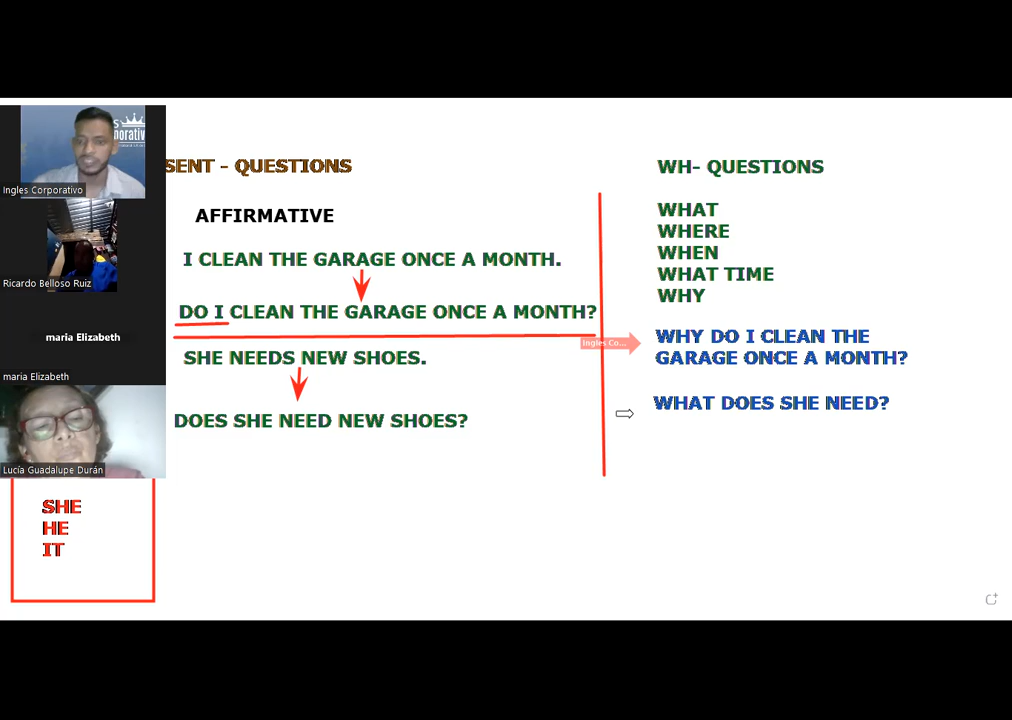 S
orporativo
Ingles Corporativo
Ricardo Belloso Ruiz
maria Elizabeth
maria Elizabeth
Lucía Guadalupe Durán
SHE
HE
IT
SENT - QUESTIONS
AFFIRMATIVE
I CLEAN THE GARAGE ONCE A MONTH.
DO I CLEAN THE GARAGE ONCE A MONTH?
SHE NEEDS NEW SHOES.
DOES SHE NEED NEW SHOES?
WH- QUESTIONS
WHAT
WHERE
WHEN
WHAT TIME
WHY
Ingles Co...
WHY DO I CLEAN THE
GARAGE ONCE A MONTH?
WHAT DOES SHE NEED?